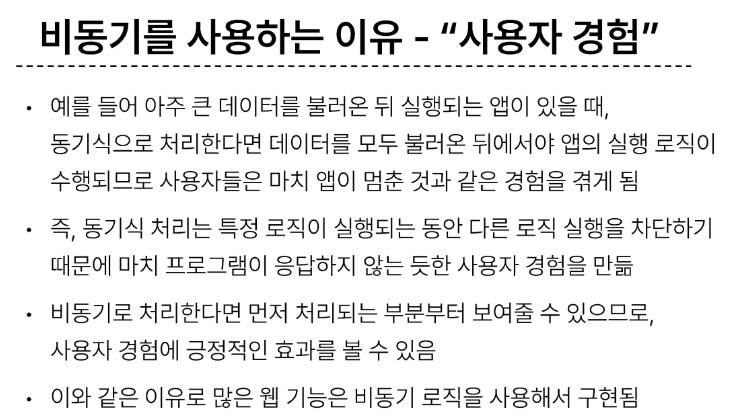 비동기를 사용하는 이유 - “사용자 경험”
• 예를 들어 아주 큰 데이터를 불러온 뒤 실행되는 앱이 있을 때,
동기식으로 처리한다면 데이터를 모두 불러온 뒤에서야 앱의 실행 로직이
수행되므로 사용자들은 마치 앱이 멈춘 것과 같은 경험을 겪게 됨
• 즉, 동기식 처리는 특정 로직이 실행되는 동안 다른 로직 실행을 차단하기
때문에 마치 프로그램이 응답하지 않는 듯한 사용자 경험을 만듦
• 비동기로 처리한다면 먼저 처리되는 부분부터 보여줄 수 있으므로,
사용자 경험에 긍정적인 효과를 볼 수 있음
• 이와 같은 이유로 많은 웹 기능은 비동기 로직을 사용해서 구현됨